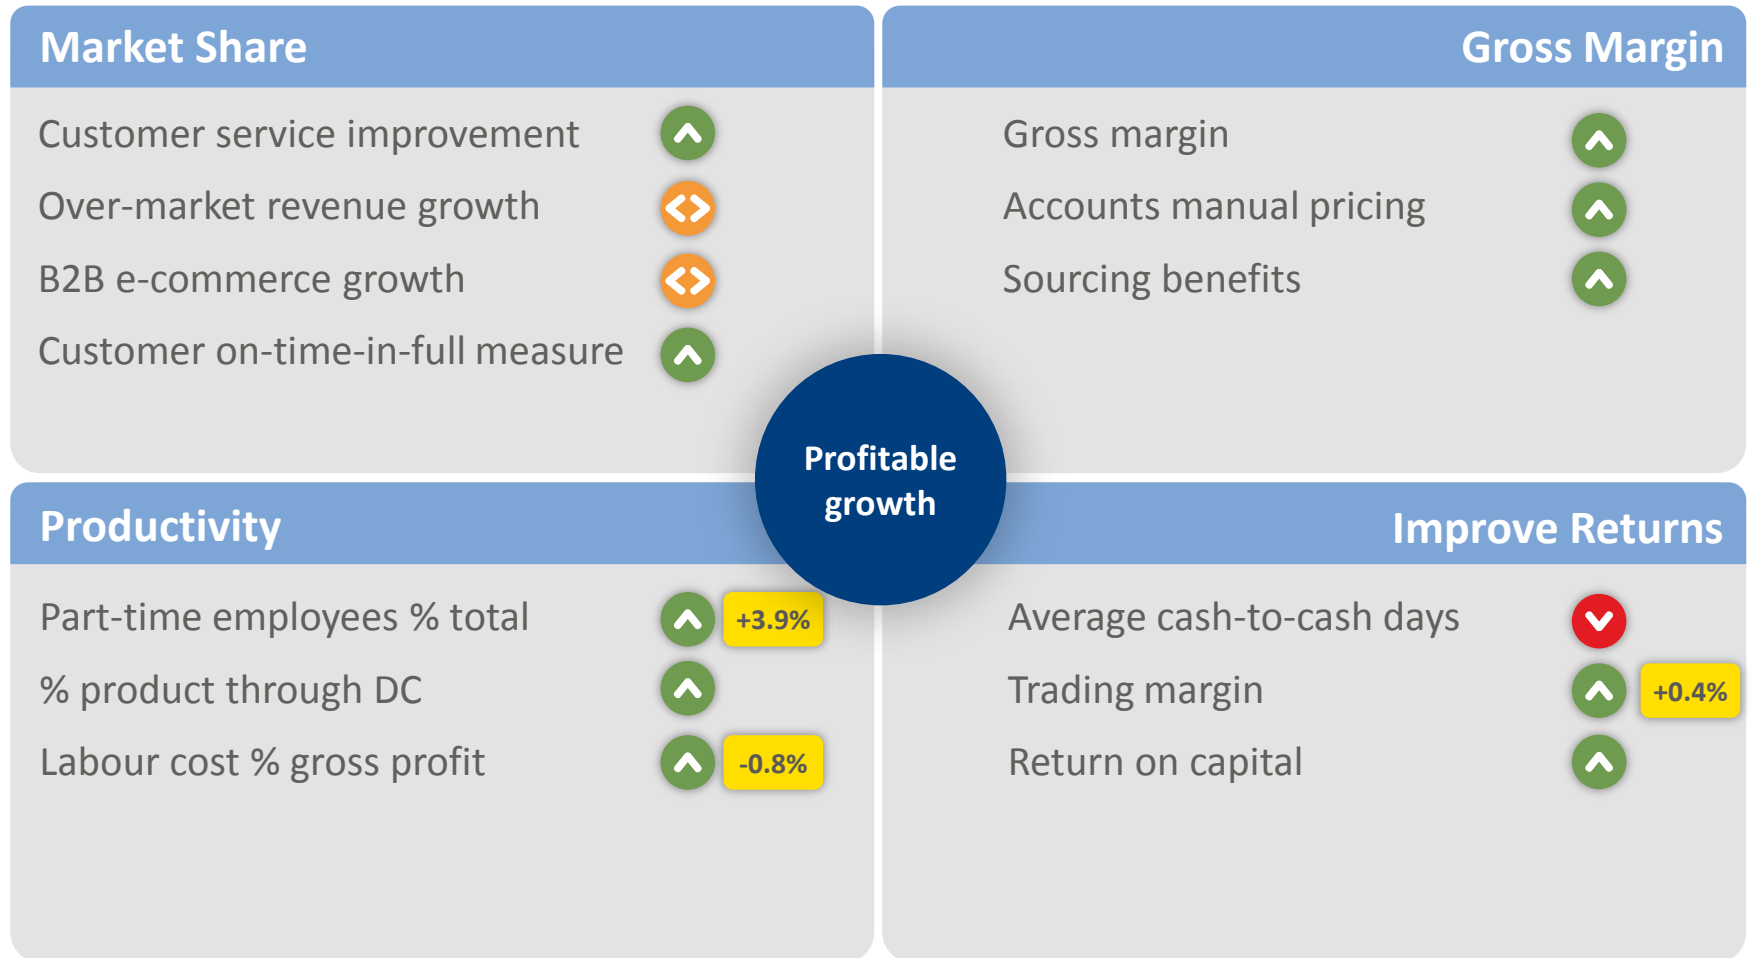 Market Share
Customer service improvement
Over-market revenue growth
B2B e-commerce growth
Customer on-time-in-full measure
Gross Margin
Gross margin
Accounts manual pricing
Sourcing benefits
Profitable
growth
Productivity
Part-time employees % total +3.9%
% product through DC
Labour cost % gross profit -0.8%
Improve Returns
Average cash-to-cash days
Trading margin +0.4%
Return on capital